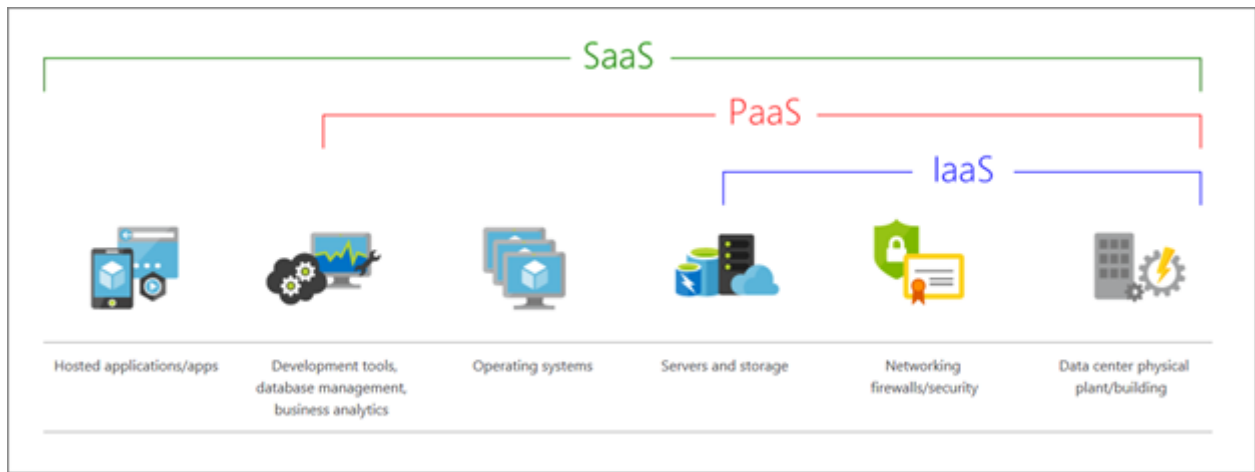 SaaS
PaaS
IaaS
Hosted applications/apps
Development tools,
database management,
business analytics
Operating systems
Servers and storage
Networking
firewalls/security
Data center physical
plant/building